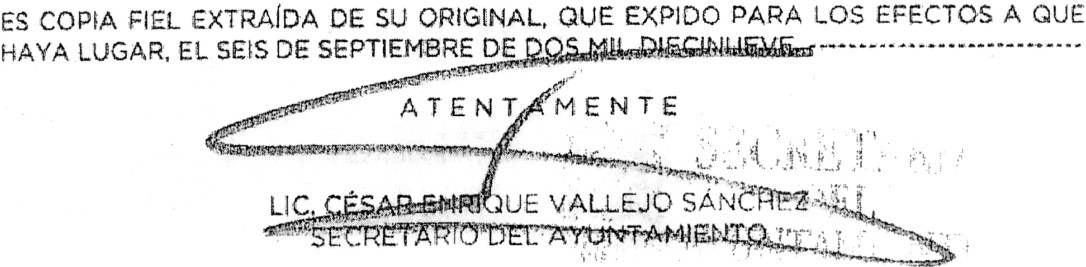 ES COPIA FIEL EXTRAÍDA DE SU ORIGINAL, QUE EXPIDO PARA LOS EFECTOS A QUE
HAYA LUGAR, EL SEIS DE SEPTIEMBRE DE DOS MIL DIECINUEVE.--------------------
ATENTAMENTE
LIC. CÉSAR ENRIQUE VALLEJO SÁNCHEZ
SECRETARIO DEL AYUNTAMIENTO